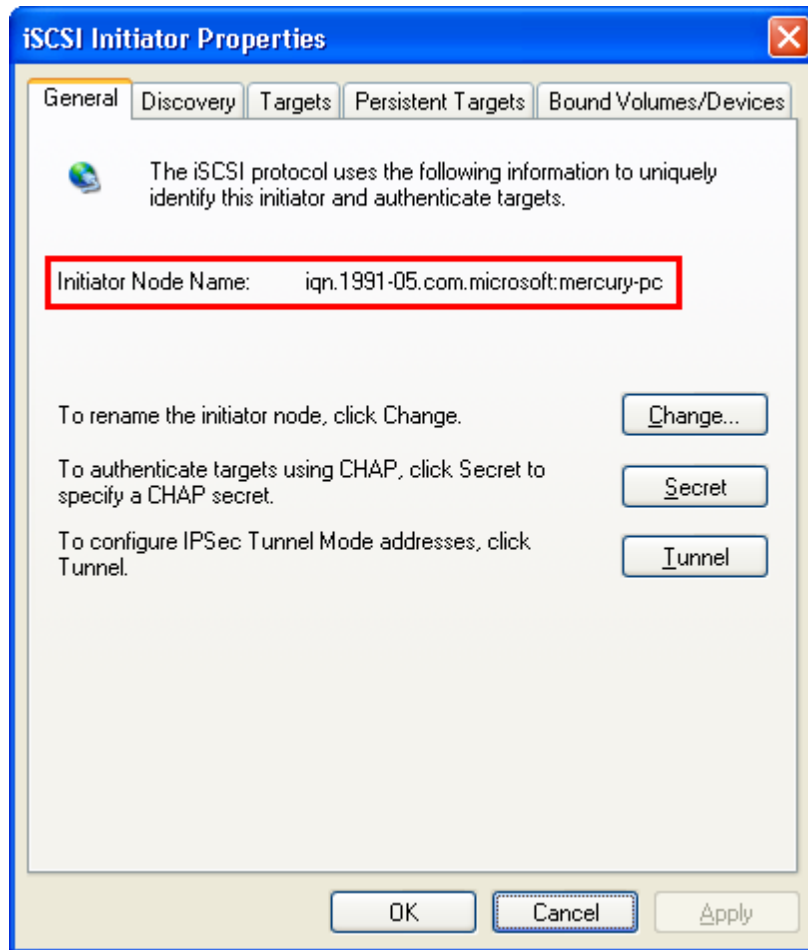 iSCSI Initiator Properties
General Discovery Targets Persistent Targets Bound Volumes/Devices
The iSCSI protocol uses the following information to uniquely
identify this initiator and authenticate targets.
Initiator Node Name: iqn.1991-05.com.microsoft:mercury-pc
To rename the initiator node, click Change.
Change...
To authenticate targets using CHAP, click Secret to
specify a CHAP secret.
Secret
To configure IPSec Tunnel Mode addresses, click
Tunnel.
Tunnel
OK Cancel Apply